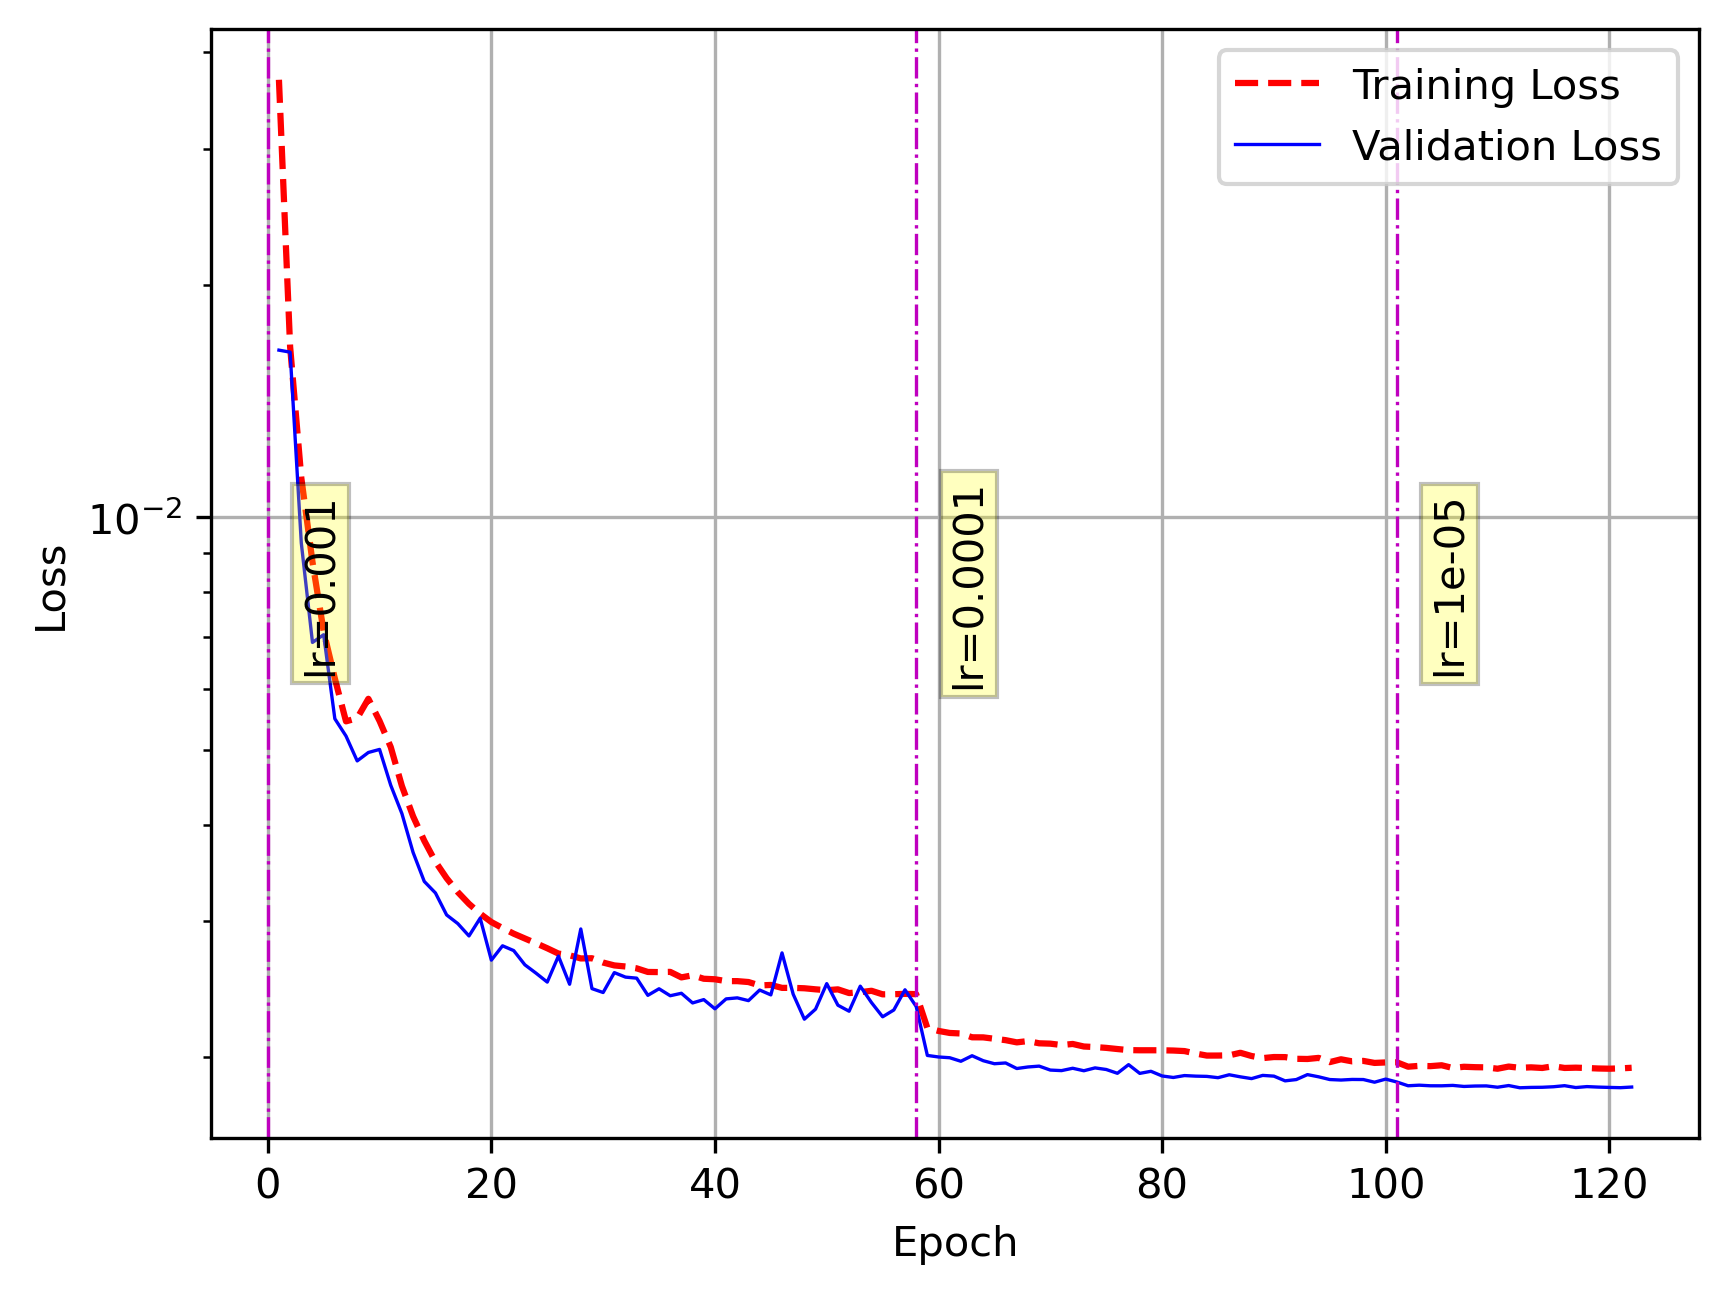 Training Loss
Validation Loss
lr=0.001
lr=0.0001
lr=1e-05
10⁻²
Loss
0 20 40 60 80 100 120
Epoch